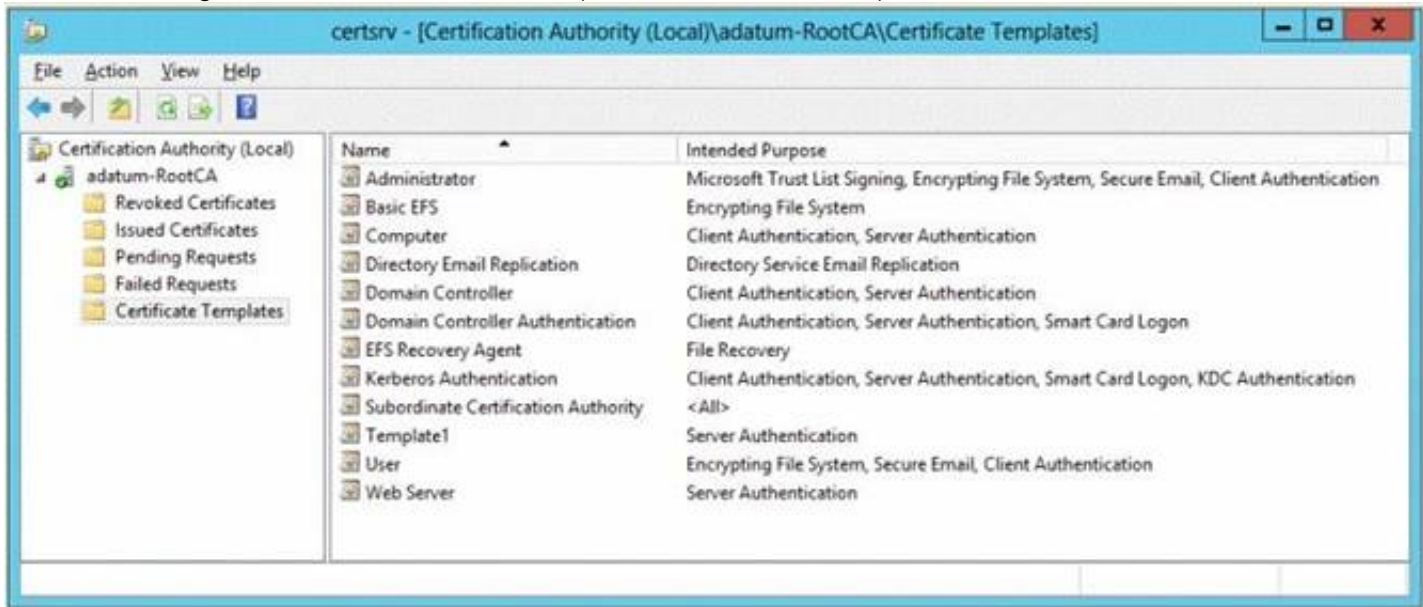 certsrv - [Certification Authority (Local)\adatum-RootCA\Certificate Templates]
File Action View Help
Certification Authority (Local)
adatum-RootCA
Revoked Certificates
Issued Certificates
Pending Requests
Failed Requests
Certificate Templates
Name Intended Purpose
Administrator Microsoft Trust List Signing, Encrypting File System, Secure Email, Client Authentication
Basic EFS Encrypting File System
Computer Client Authentication, Server Authentication
Directory Email Replication Directory Service Email Replication
Domain Controller Client Authentication, Server Authentication
Domain Controller Authentication Client Authentication, Server Authentication, Smart Card Logon
EFS Recovery Agent File Recovery
Kerberos Authentication Client Authentication, Server Authentication, Smart Card Logon, KDC Authentication
Subordinate Certification Authority <All>
Template1 Server Authentication
User Encrypting File System, Secure Email, Client Authentication
Web Server Server Authentication